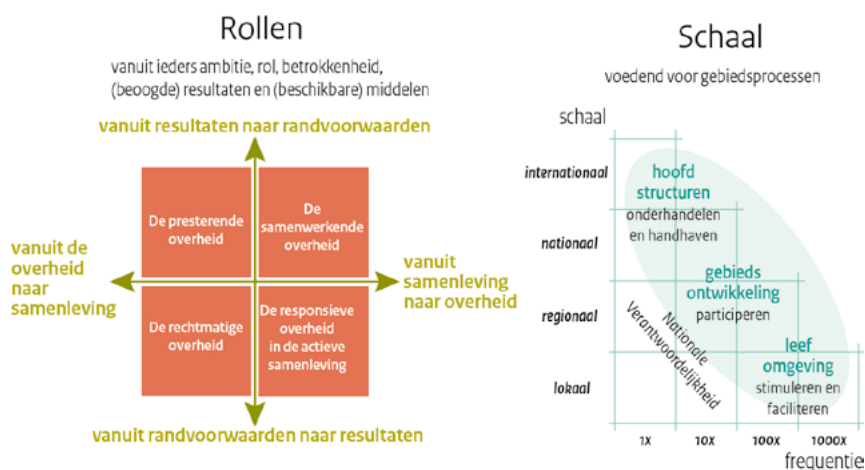 Rollen
vanuit ieders ambitie, rol, betrokkenheid,
(beoogde) resultaten en (beschikbare) middelen
vanuit resultaten naar randvoorwaarden
De presterende
overheid
De
samenwerkende
overheid
vanuit de
overheid
naar
samenleving
vanuit
samenleving
naar overheid
De rechtmatige
overheid
De responsieve
overheid
in de actieve
samenleving
vanuit randvoorwaarden naar resultaten
Schaal
voedend voor gebiedsprocessen
schaal
internationaal
hoofd
structuren
onderhandelen
en handhaven
nationaal
gebieds
ontwikkeling
participeren
regionaal
Nationale
Verantwoordelijkheid
leef
omgeving
stimuleren en
faciliteren
lokaal
1X
10X
100X
1000X
frequentie